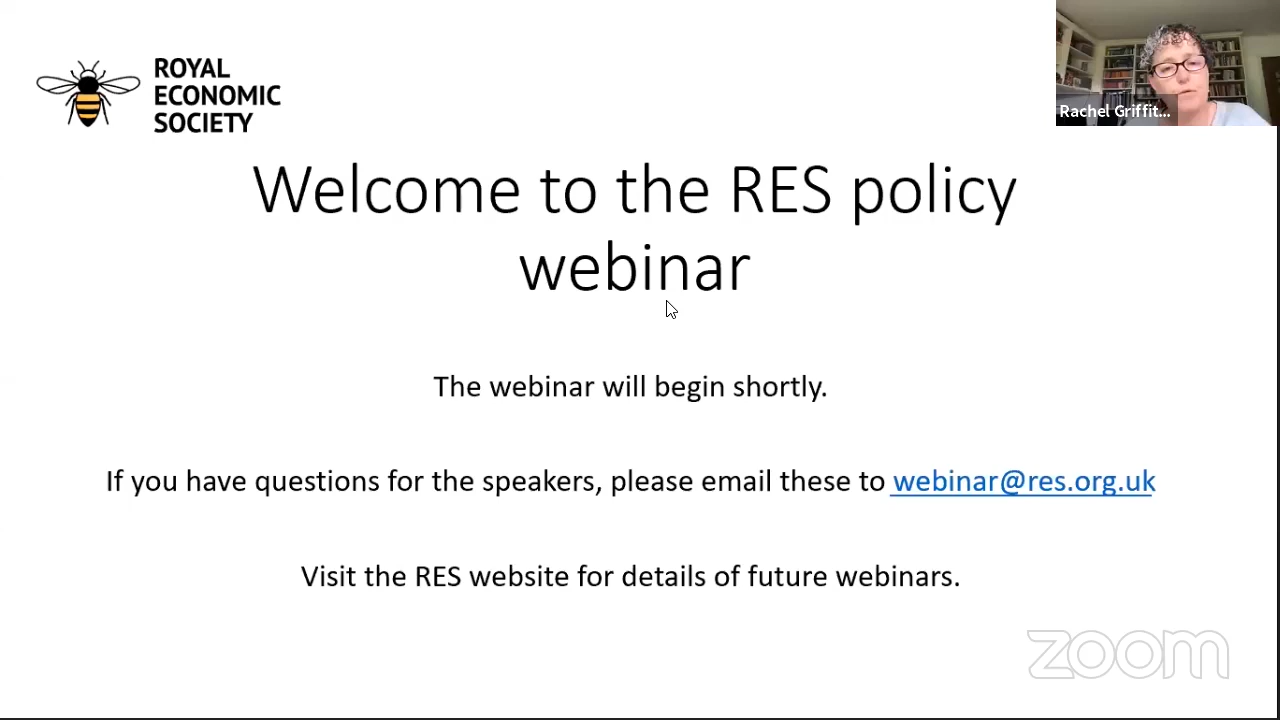 ROYAL
ECONOMIC
SOCIETY
Rachel Griffit...
Welcome to the RES policy
webinar
The webinar will begin shortly.
If you have questions for the speakers, please email these to webinar@res.org.uk
Visit the RES website for details of future webinars.
zoom